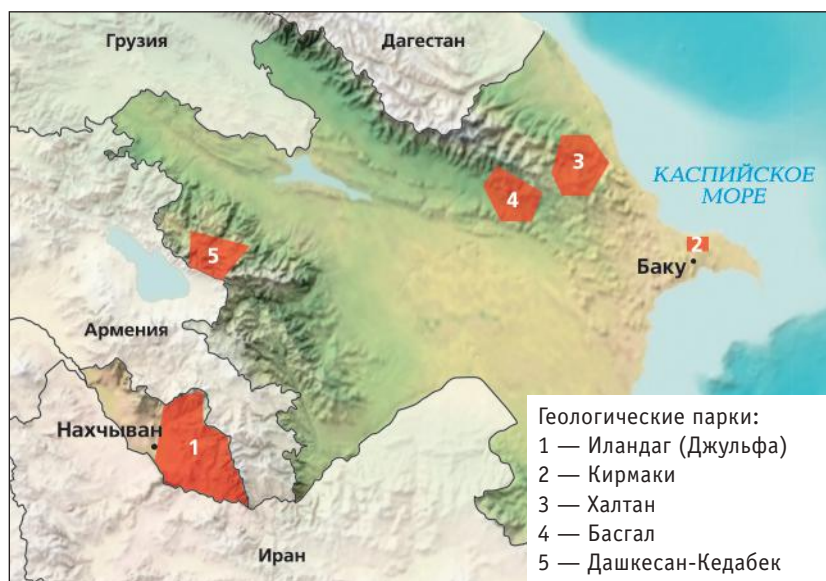 Грузия
Дагестан
КАСПИЙСКОЕ
МОРЕ
3
4
2
Баку
5
Армения
Нахчыван
1
Иран
Геологические парки:
1 — Иландаг (Джульфа)
2 — Кирмаки
3 — Халтан
4 — Басгал
5 — Дашкесан-Кедабек